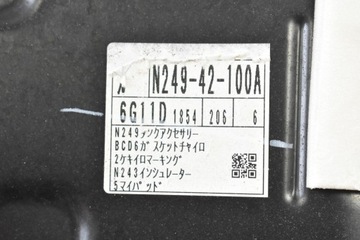 N249-42-100A
6G11D 1854 206 6
N249タンクアクセサリー
BCD6ガスケットチャイロ
2ケキイロマーキング
N243インシュレーター
5マイパッド